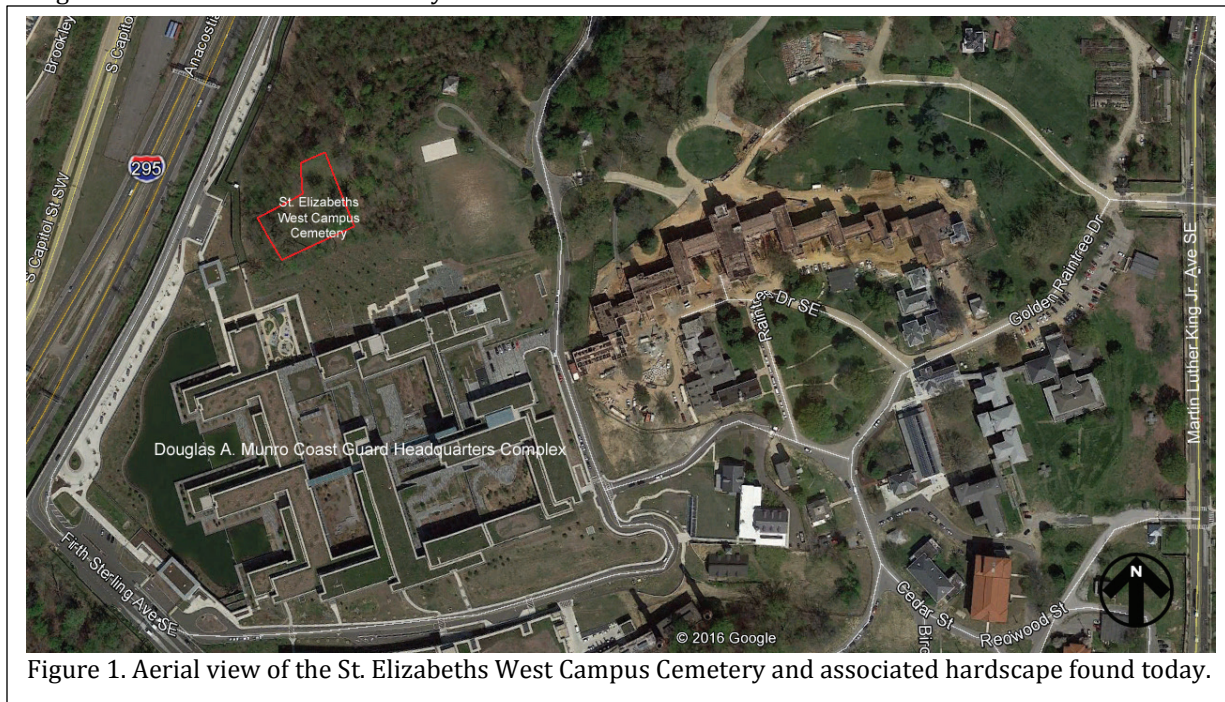 Brookley
S Capitol S
Anacostia
295
S Capitol St SW
St. Elizabeths
West Campus
Cemetery
Golden Raintree Dr
Martin Luther King Jr. Ave SE
Dr SE
Douglas A. Munro Coast Guard Headquarters Complex
Firth Sterling Ave SE
N
Cedar St
Redwood St
© 2016 Google
Figure 1. Aerial view of the St. Elizabeths West Campus Cemetery and associated hardscape found today.